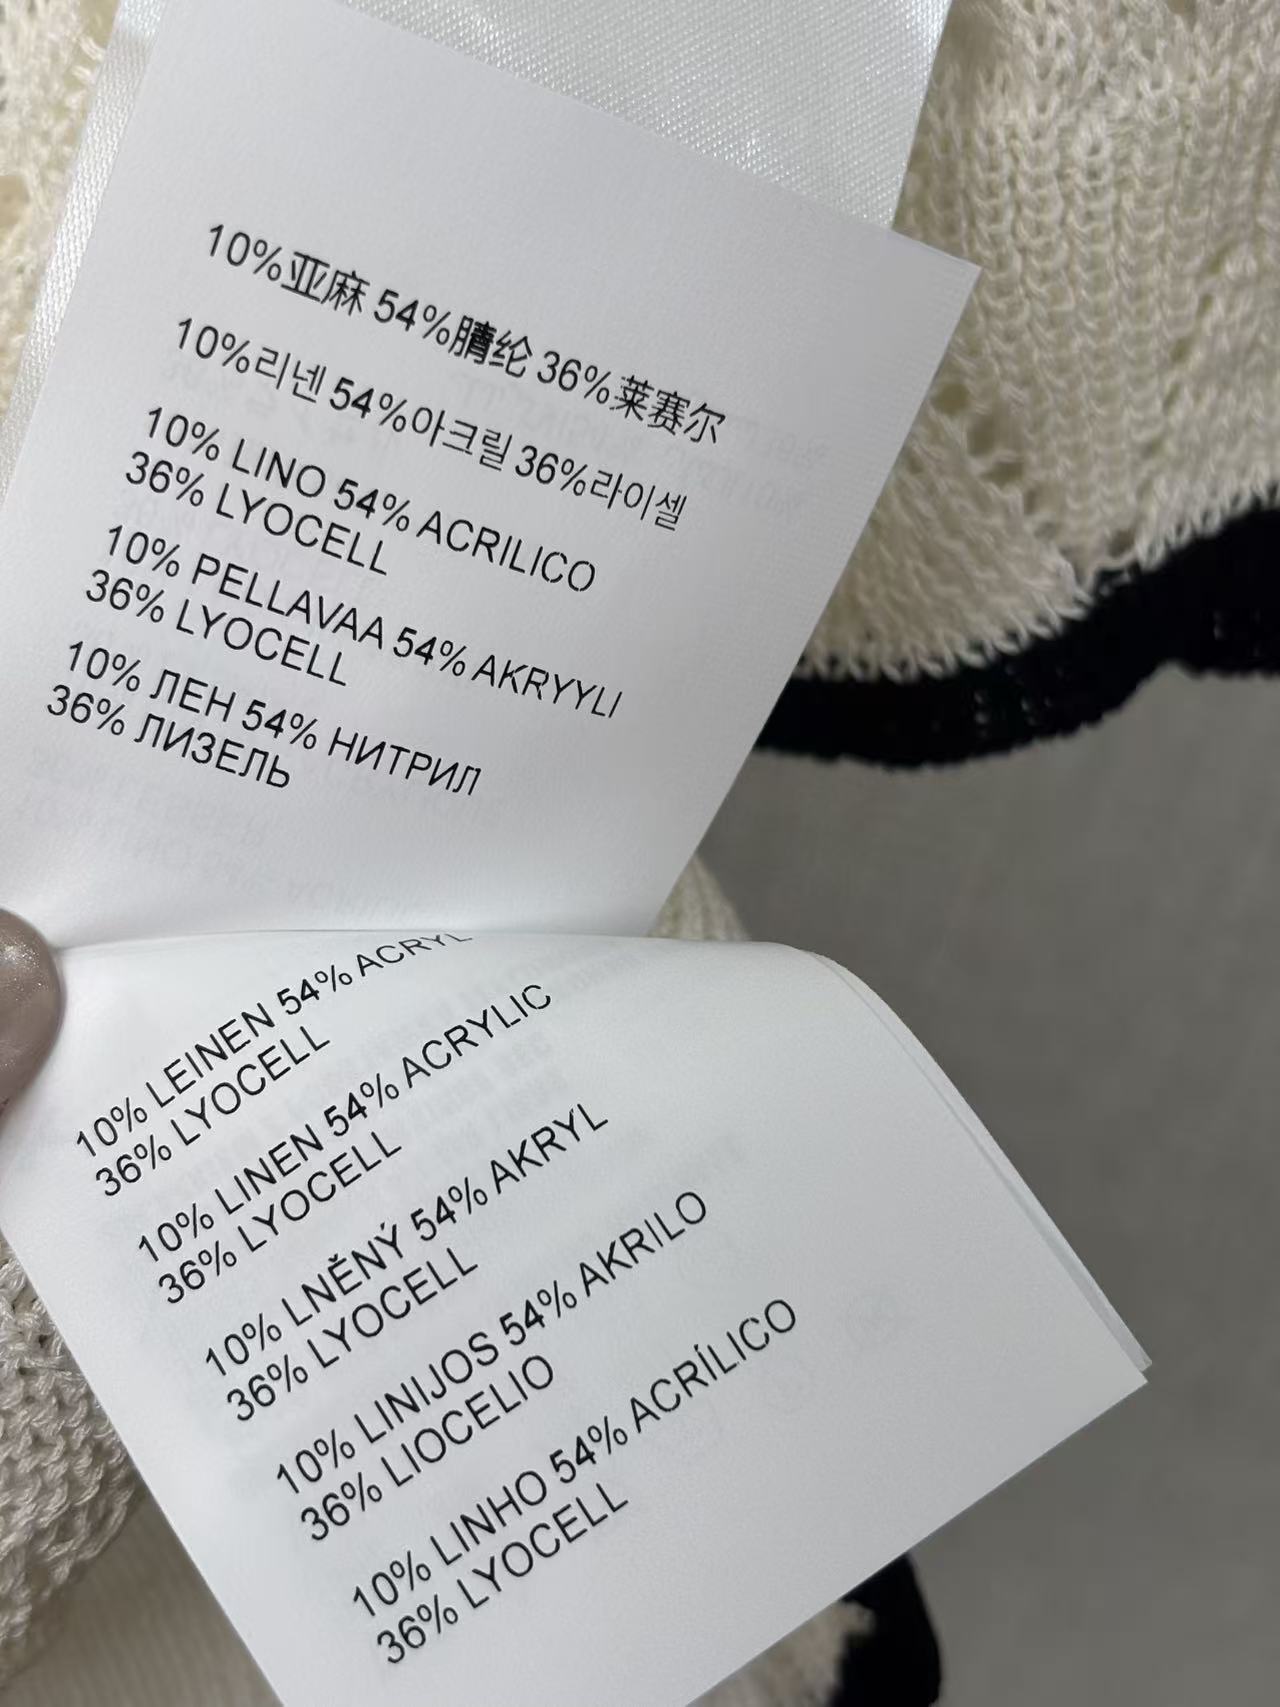 10%亚麻 54%腈纶 36%莱赛尔
10%리넨 54%아크릴 36%라이셀
10% LINO 54% ACRILICO
36% LYOCELL
10% PELLAVAA 54% AKRYYLI
36% LYOCELL
10% ЛЕН 54% НИТРИЛ
36% ЛИЗЕЛЬ
10% LEINEN 54% ACRYL
36% LYOCELL
10% LINEN 54% ACRYLIC
36% LYOCELL
10% LNĚNÝ 54% AKRYL
36% LYOCELL
10% LINIJOS 54% AKRILO
36% LIOCELIO
10% LINHO 54% ACRÍLICO
36% LYOCELL